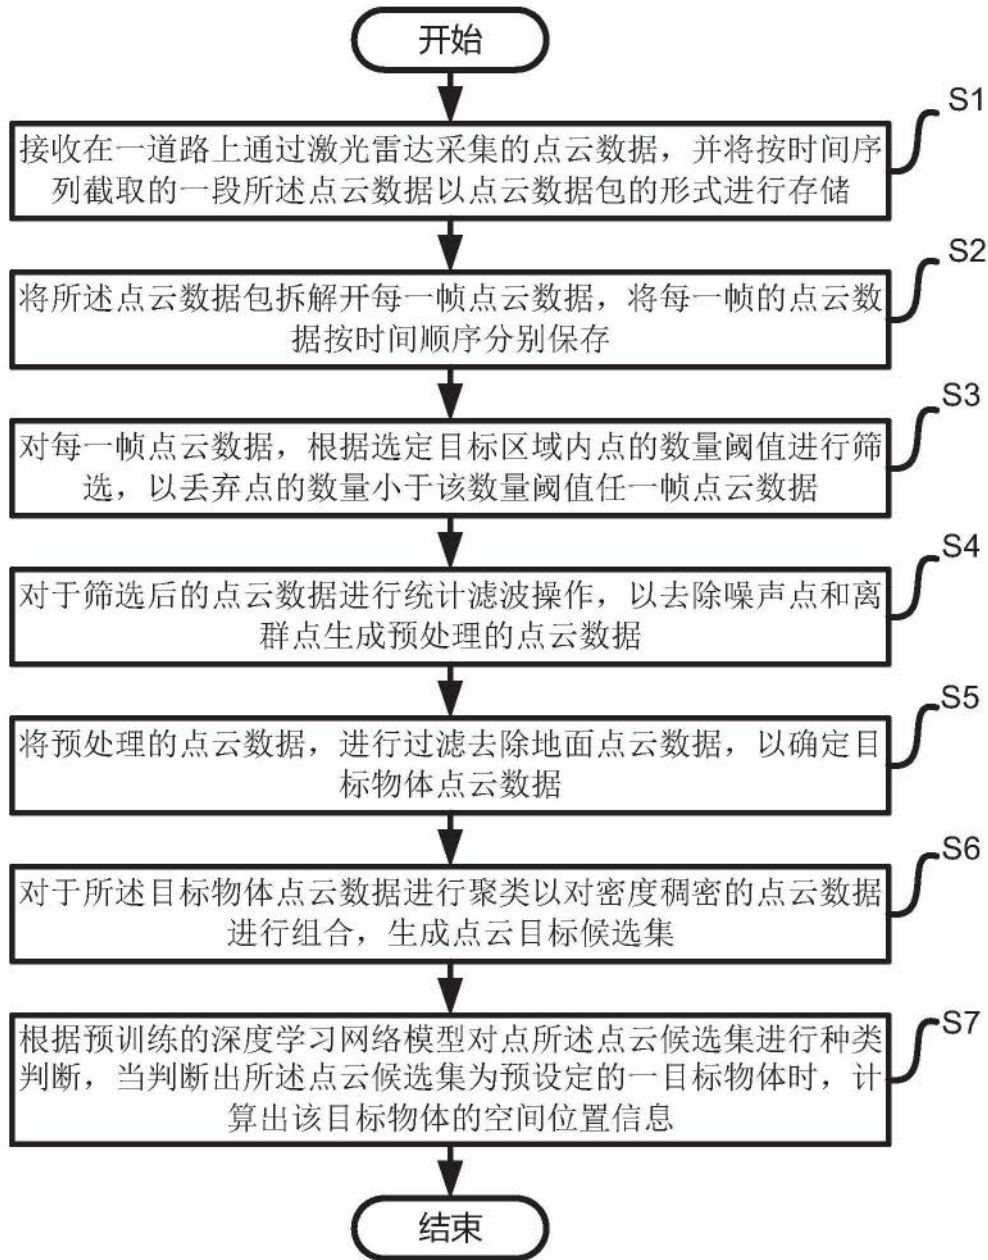 开始
S1
接收在一道路上通过激光雷达采集的点云数据，并将按时间序
列截取的一段所述点云数据以点云数据包的形式进行存储
S2
将所述点云数据包拆解开每一帧点云数据，将每一帧的点云数
据按时间顺序分别保存
S3
对每一帧点云数据，根据选定目标区域内点的数量阈值进行筛
选，以丢弃点的数量小于该数量阈值任一帧点云数据
S4
对于筛选后的点云数据进行统计滤波操作，以去除噪声点和离
群点生成预处理的点云数据
S5
将预处理的点云数据，进行过滤去除地面点云数据，以确定目
标物体点云数据
S6
对于所述目标物体点云数据进行聚类以对密度稠密的点云数据
进行组合，生成点云目标候选集
S7
根据预训练的深度学习网络模型对点所述点云候选集进行种类
判断，当判断出所述点云候选集为预设定的一目标物体时，计
算出该目标物体的空间位置信息
结束